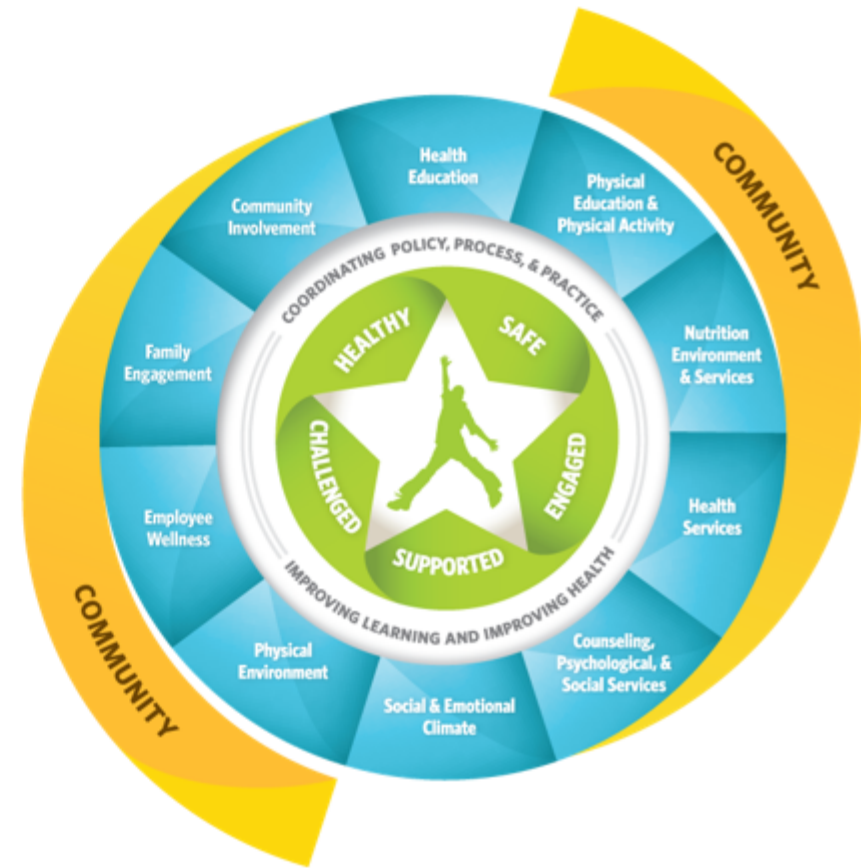 COMMUNITY
Health
Education
Physical
Education &
Physical Activity
Nutrition
Environment
& Services
Health
Services
Counseling,
Psychological, &
Social Services
Social & Emotional
Climate
Physical
Environment
Employee
Wellness
Family
Engagement
Community
Involvement
COORDINATING POLICY, PROCESS, & PRACTICE
IMPROVING LEARNING AND IMPROVING HEALTH
HEALTHY
SAFE
ENGAGED
SUPPORTED
CHALLENGED
COMMUNITY